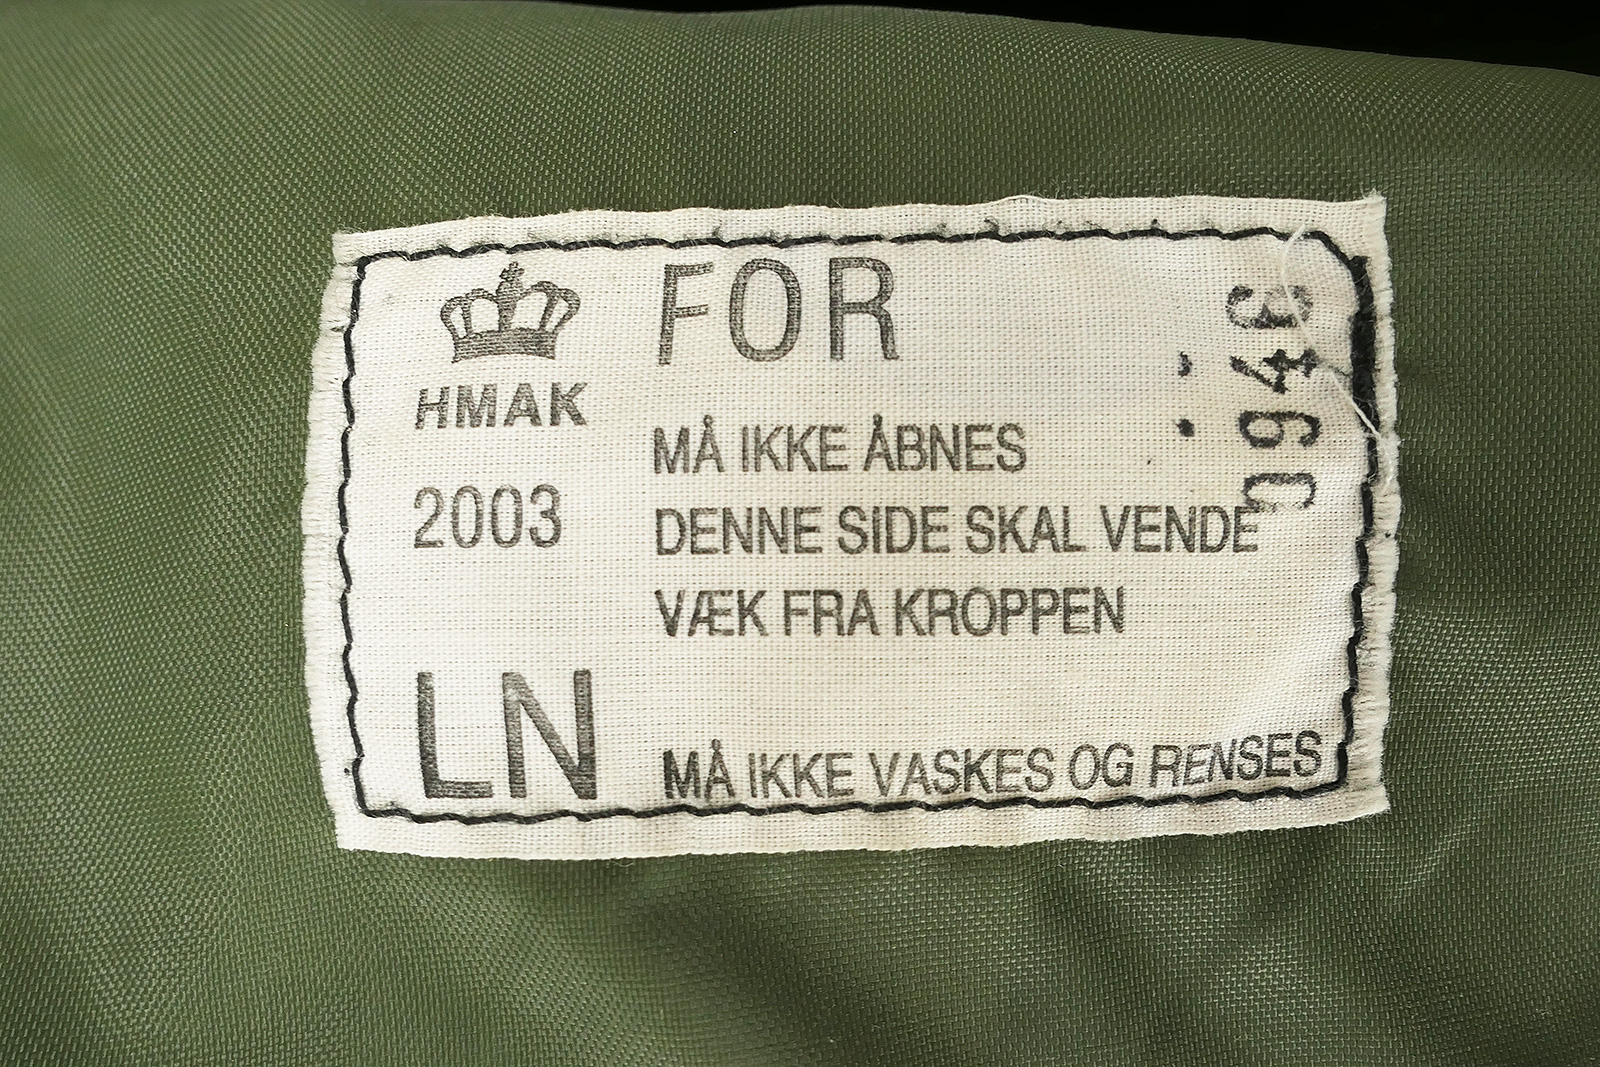 FOR
HMAK
MÅ IKKE ÅBNES
2003
DENNE SIDE SKAL VENDE
VÆK FRA KROPPEN
LN
MÅ IKKE VASKES OG RENSES